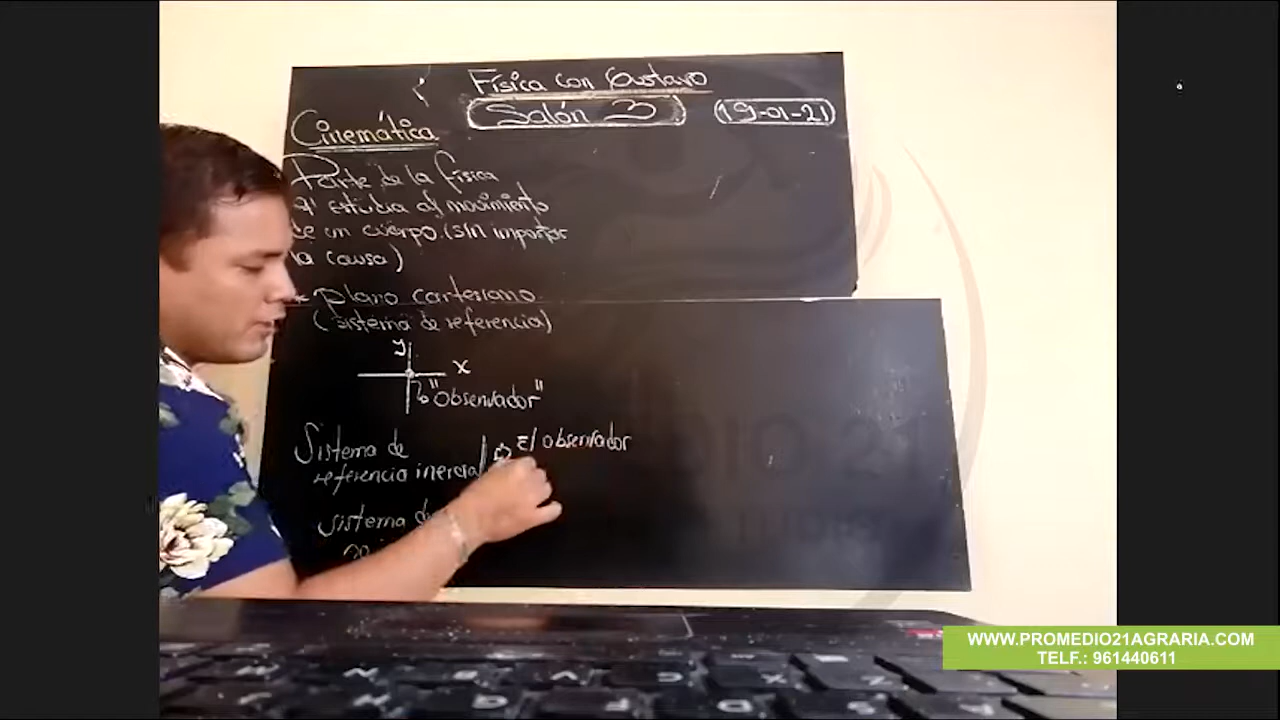 Física con Gustavo
Salón 3
19-01-21
Cinemática
Parte de la física
q' estudia al movimiento
de un cuerpo. (sin importar
la causa)
* plano cartesiano
(sistema de referencia)
y
x
"Observador"
Sistema de
referencia inercial
El observador
sistema de
WWW.PROMEDIO21AGRARIA.COM
TELF.: 961440611